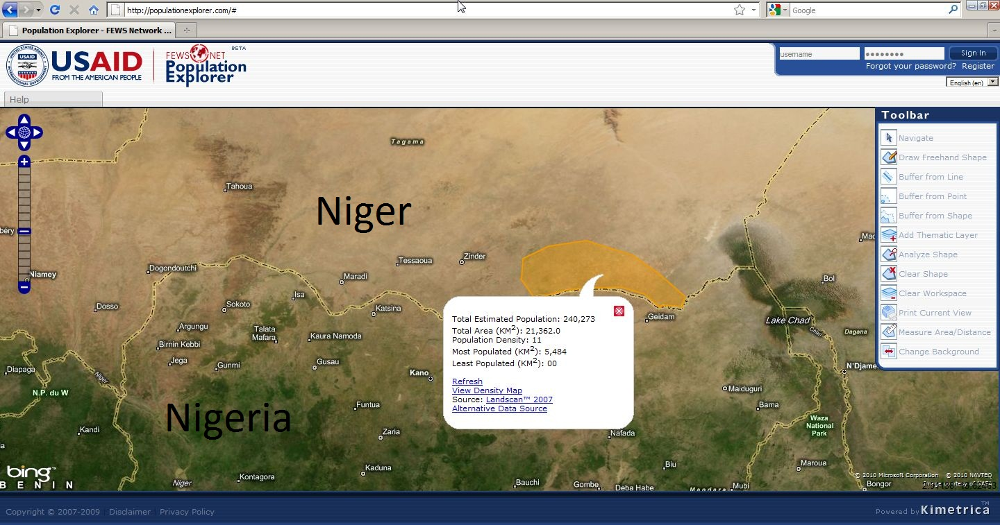 http://populationexplorer.com/#
Google
Population Explorer - FEWS Network ...
USAID
FROM THE AMERICAN PEOPLE
FEWS NET
BETA
Population
Explorer
username
Sign In
Forgot your password? Register
English (en)
Help
Toolbar
Navigate
Draw Freehand Shape
Buffer from Line
Buffer from Point
Buffer from Shape
Add Thematic Layer
Analyze Shape
Clear Shape
Clear Workspace
Print Current View
Measure Area/Distance
Change Background
Tagama
Tahoua
Niger
béry
Niamey
Dogondoutchi
Tessaoua
Zinder
Maradi
Bol
Dosso
Sokoto
Isa
Katsina
Geidam
Lake Chad
Chari
Dagana
Argungu
Talata
Mafara
Kaura Namoda
Birnin Kebbi
Jega
Gunmi
Gusau
Kano
N'Djame
Diapaga
Niger
N.P. du W
Maiduguri
Bama
Total Estimated Population: 240,273
Total Area (KM2): 21,362.0
Population Density: 11
Most Populated (KM2): 5,484
Least Populated (KM2): 00
Refresh
View Density Map
Source: Landscan™ 2007
Alternative Data Source
Nigeria
Funtua
Waza
National
Park
Kandi
Zaria
Nafada
Biu
Maroua
bing™
BENIN
Niger
Kontagora
Kaduna
Bauchi
Gombe
Deba Habe
Mandara
Mubi
Bongor
© 2010 Microsoft Corporation © 2010 NAVTEQ
Image courtesy of NASA
Copyright © 2007-2009 Disclaimer Privacy Policy
Powered by Kimetrica™